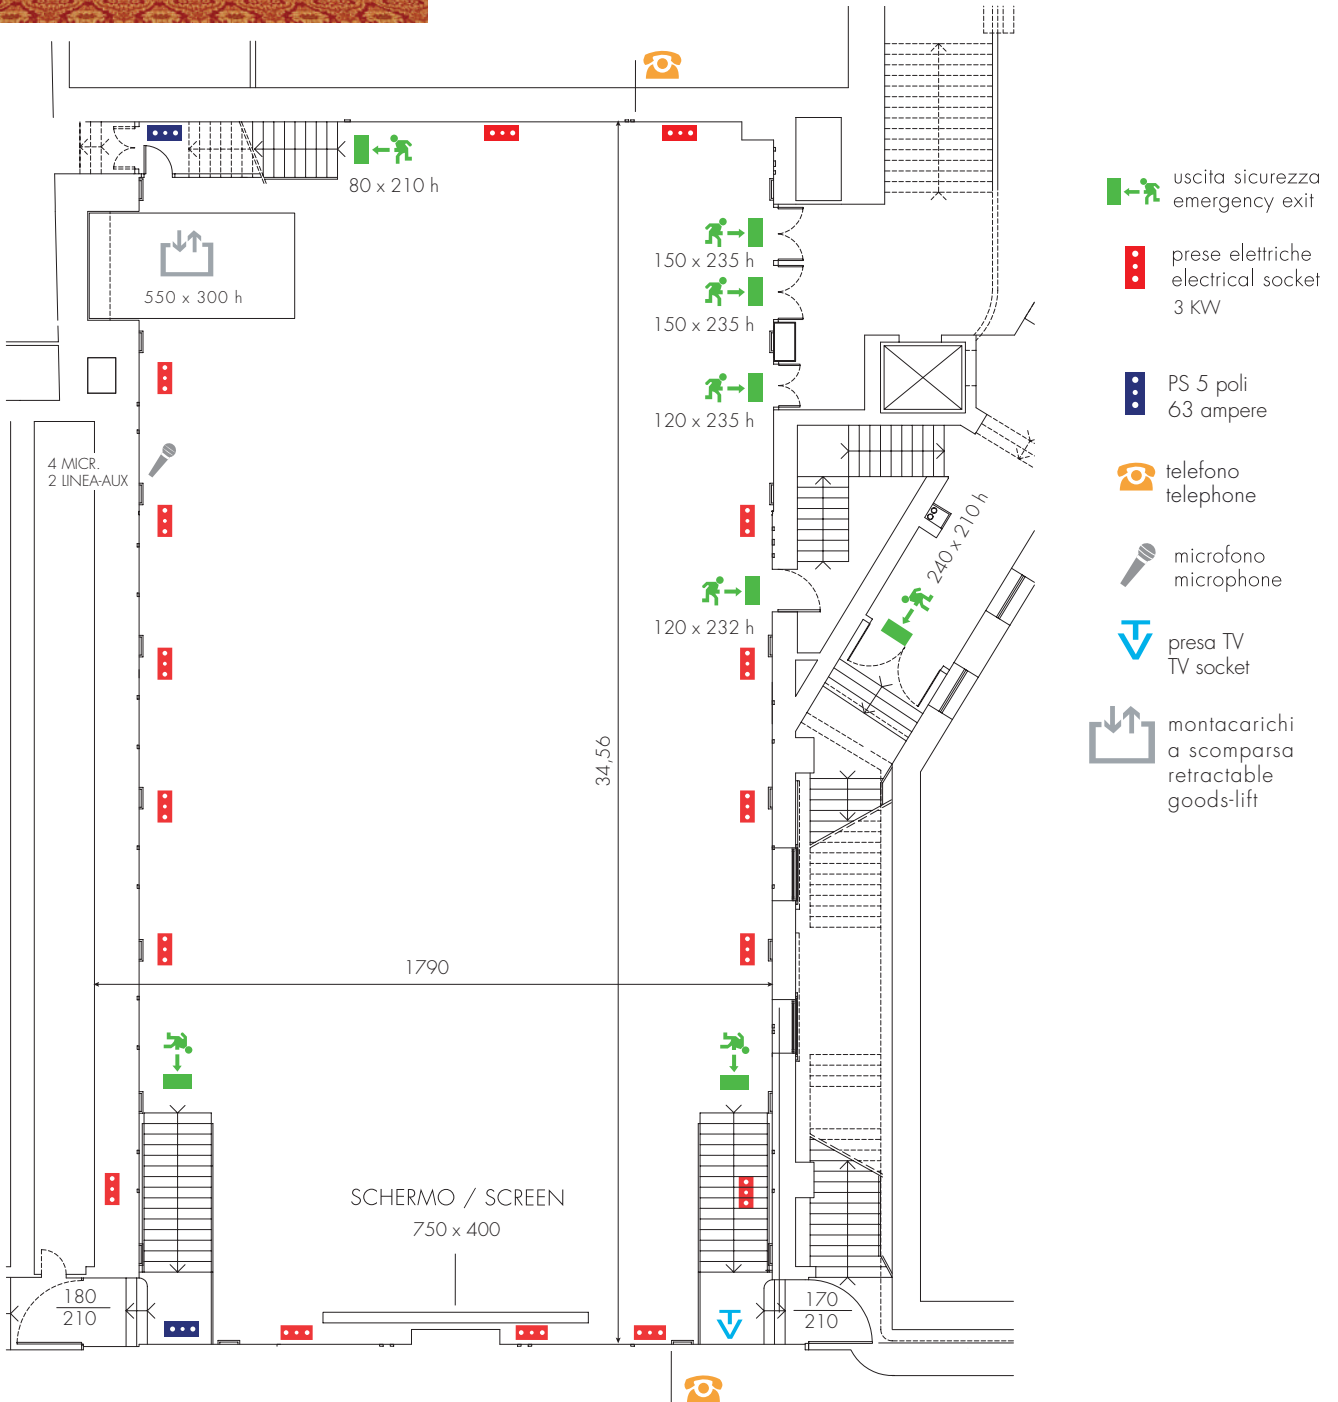 80 x 210 h
550 x 300 h
150 x 235 h
150 x 235 h
120 x 235 h
4 MICR.
2 LINEA-AUX
240 x 210 h
120 x 232 h
34,56
1790
SCHERMO / SCREEN
750 x 400
180
210
170
210
uscita sicurezza
emergency exit
prese elettriche
electrical socket
3 KW
PS 5 poli
63 ampere
telefono
telephone
microfono
microphone
presa TV
TV socket
montacarichi
a scomparsa
retractable
goods-lift